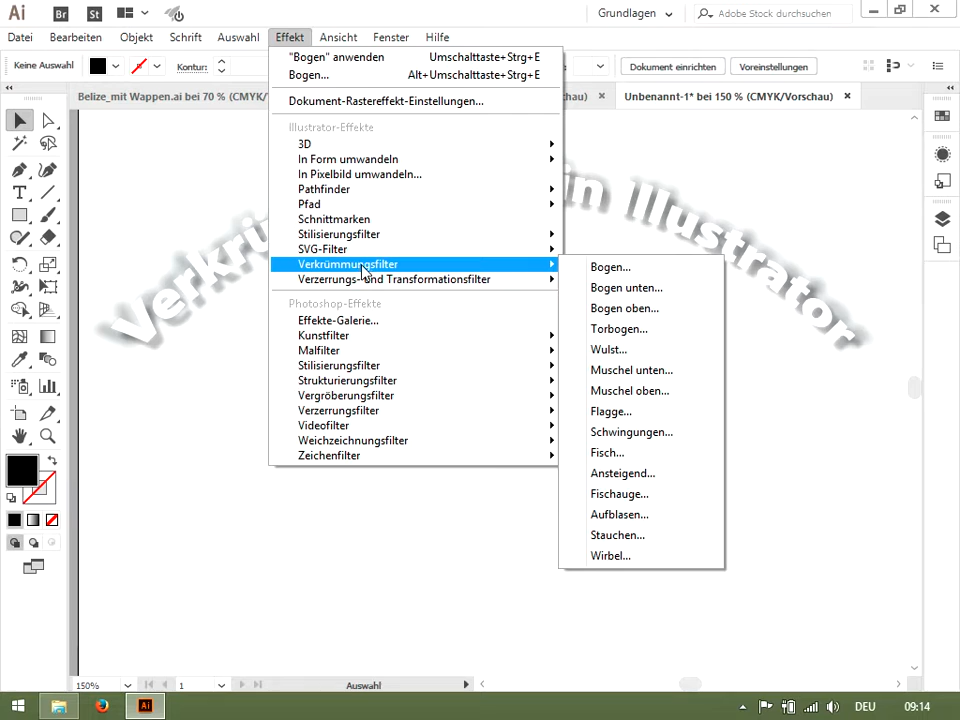 Ai Br St Grundlagen Adobe Stock durchsuchen
Datei Bearbeiten Objekt Schrift Auswahl Effekt Ansicht Fenster Hilfe
Keine Auswahl Kontur: Dokument einrichten Voreinstellungen
Belize_mit Wappen.ai bei 70 % (CMYK/ Unbenannt-1* bei 150 % (CMYK/Vorschau)
"Bogen" anwenden Umschalttaste+Strg+E
Bogen... Alt+Umschalttaste+Strg+E
Dokument-Rastereffekt-Einstellungen...
Illustrator-Effekte
3D
In Form umwandeln
In Pixelbild umwandeln...
Pathfinder
Pfad
Schnittmarken
Stilisierungsfilter
SVG-Filter
Verkrümmungsfilter
Verzerrungs- und Transformationsfilter
Photoshop-Effekte
Effekte-Galerie...
Kunstfilter
Malfilter
Stilisierungsfilter
Strukturierungsfilter
Vergröberungsfilter
Verzerrungsfilter
Videofilter
Weichzeichnungsfilter
Zeichenfilter
Bogen...
Bogen unten...
Bogen oben...
Torbogen...
Wulst...
Muschel unten...
Muschel oben...
Flagge...
Schwingungen...
Fisch...
Ansteigend...
Fischauge...
Aufblasen...
Stauchen...
Wirbel...
Verkrü in Illustrator
150% 1 Auswahl
DEU 09:14